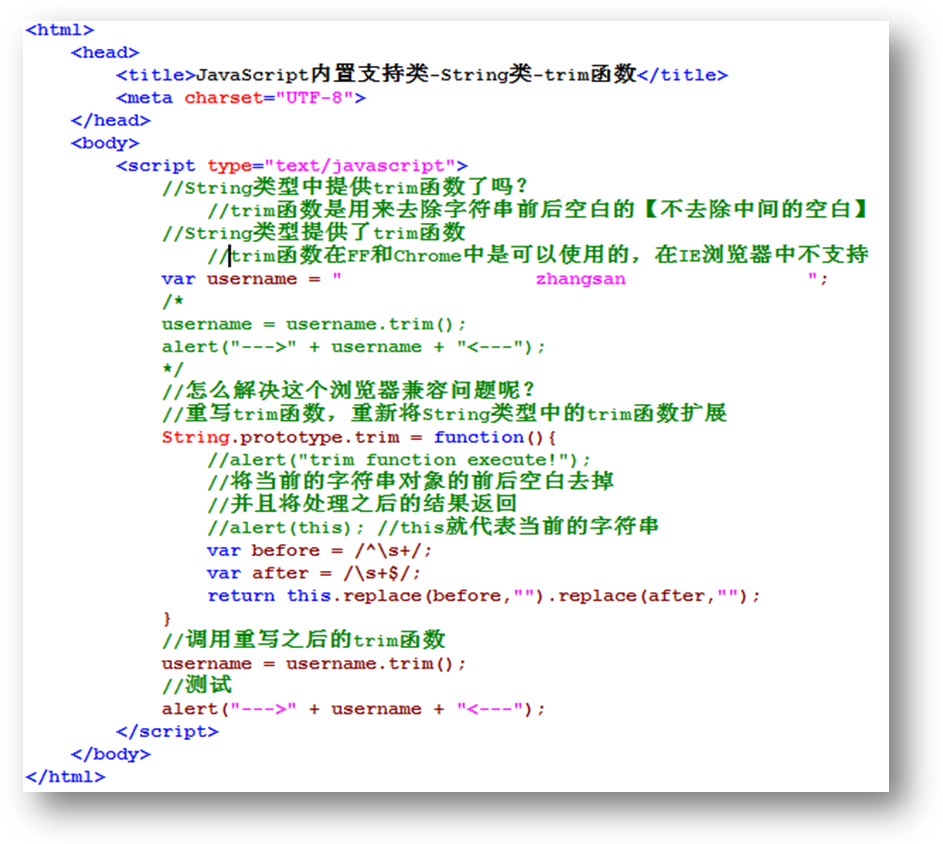 <html>
<head>
<title>JavaScript内置支持类-String类-trim函数</title>
<meta charset="UTF-8">
</head>
<body>
<script type="text/javascript">
//String类型中提供trim函数了吗?
//trim函数是用来去除字符串前后空白的【不去除中间的空白】
//String类型提供了trim函数
//trim函数在FF和Chrome中是可以使用的，在IE浏览器中不支持
var username = "                 zhangsan                ";
/*
username = username.trim();
alert("--->" + username + "<---");
*/
//怎么解决这个浏览器兼容问题呢?
//重写trim函数，重新将String类型中的trim函数扩展
String.prototype.trim = function(){
//alert("trim function execute!");
//将当前的字符串对象的前后空白去掉
//并且将处理之后的结果返回
//alert(this); //this就代表当前的字符串
var before = /^\s+/;
var after = /\s+$/;
return this.replace(before,"").replace(after,"");
}
//调用重写之后的trim函数
username = username.trim();
//测试
alert("--->" + username + "<---");
</script>
</body>
</html>